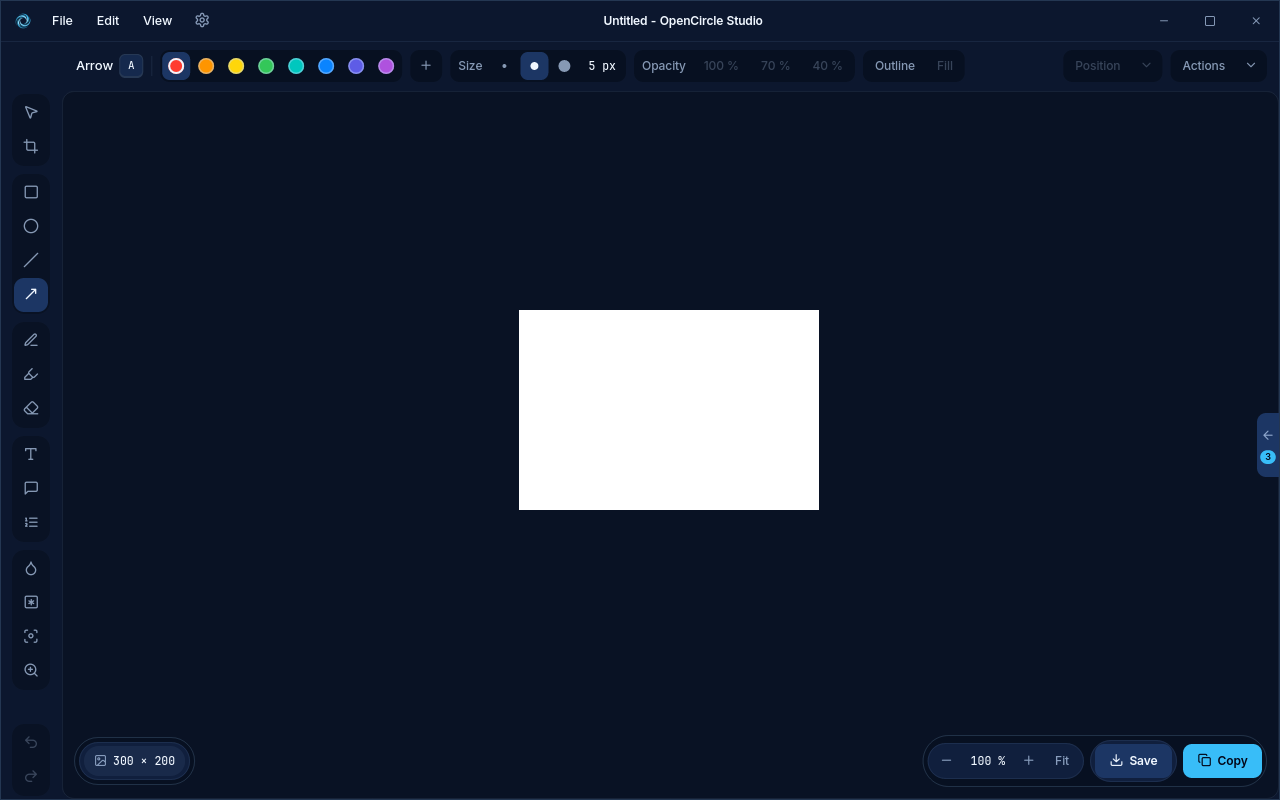 File Edit View
Untitled - OpenCircle Studio
Arrow A
Size 5 px
Opacity 100 % 70 % 40 %
Outline Fill
Position
Actions
3
300 × 200
100 % Fit
Save
Copy